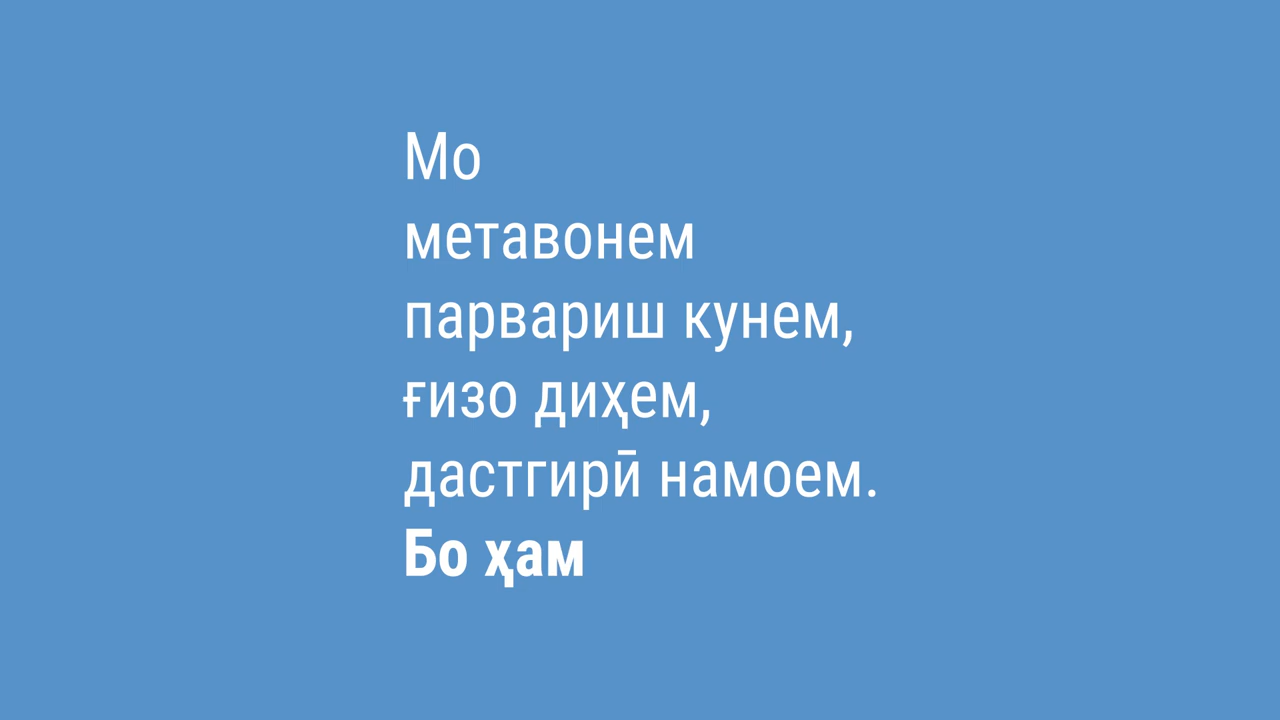 Мо
метавонем
парвариш кунем,
ғизо диҳем,
дастгирӣ намоем.
Бо ҳам